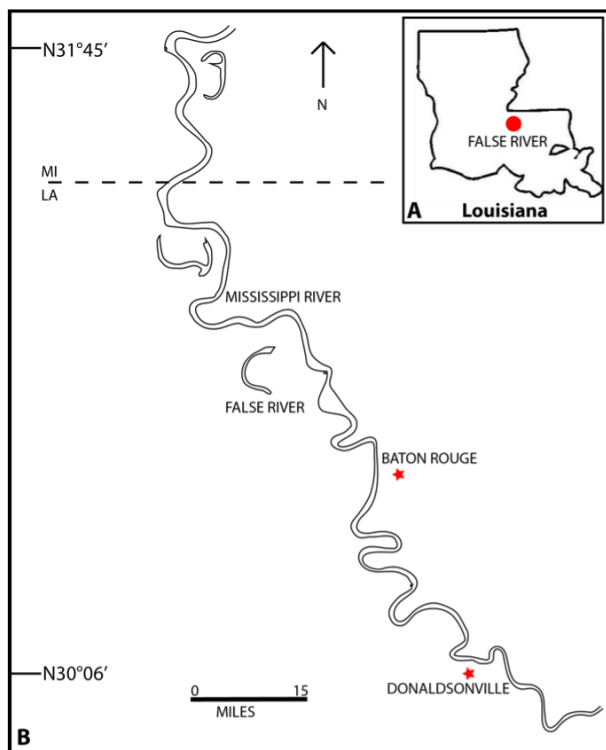 N31°45'
N
FALSE RIVER
A
Louisiana
MI
LA
MISSISSIPPI RIVER
FALSE RIVER
BATON ROUGE
N30°06'
0
15
MILES
DONALDSONVILLE
B